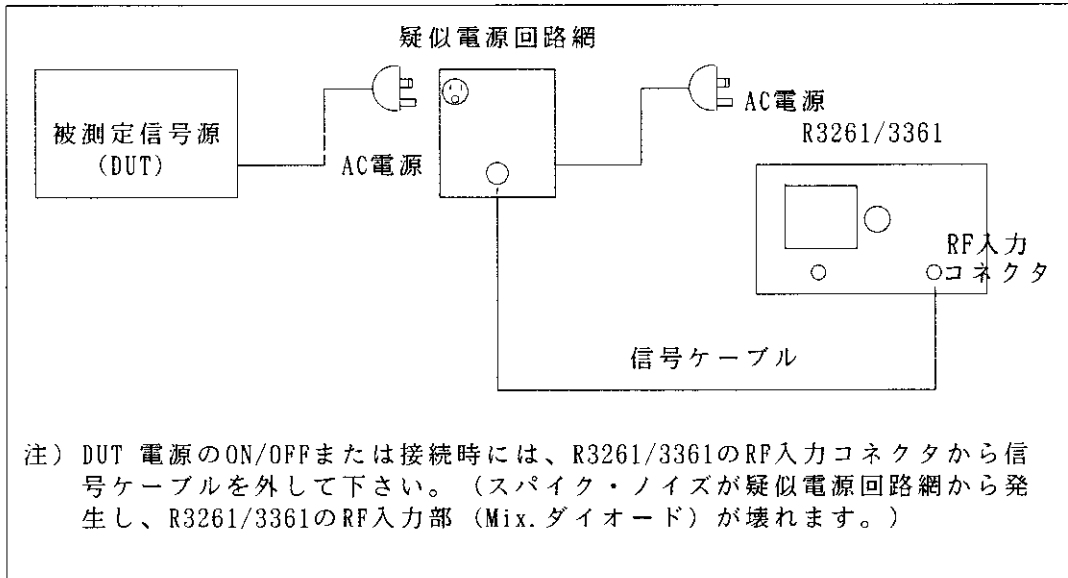 疑似電源回路網
被測定信号源
(DUT)
AC電源
AC電源
R3261/3361
RF入力
コネクタ
信号ケーブル
注) DUT 電源のON/OFFまたは接続時には、R3261/3361のRF入力コネクタから信
号ケーブルを外して下さい。(スパイク・ノイズが疑似電源回路網から発
生し、R3261/3361のRF入力部 (Mix.ダイオード) が壊れます。)